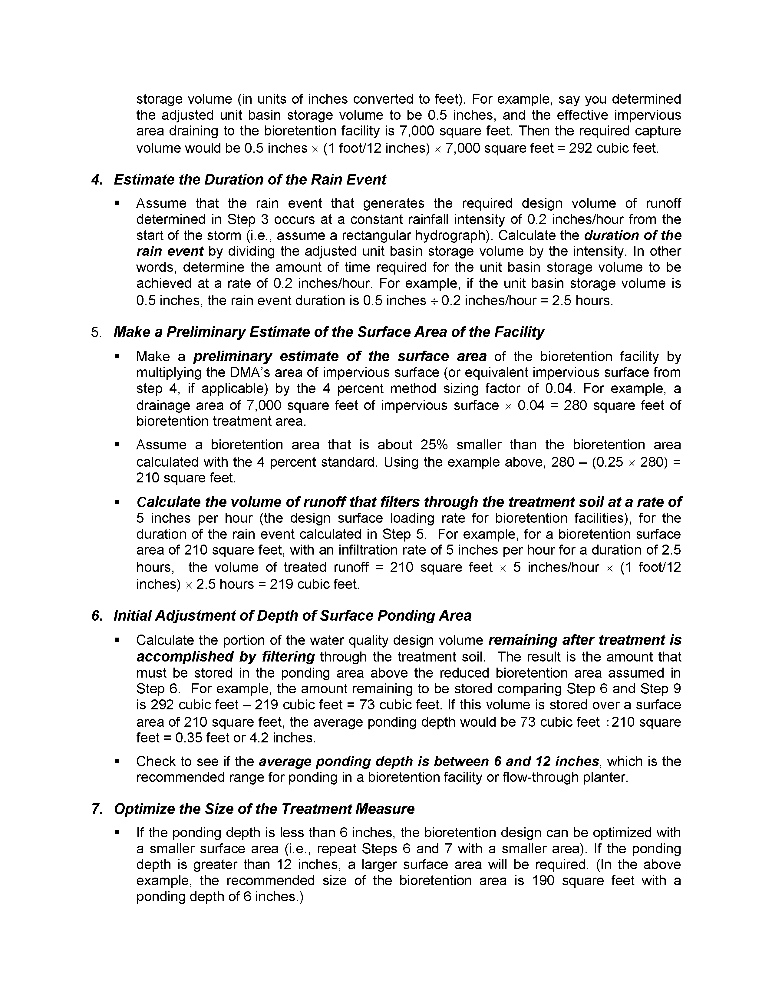 storage volume (in units of inches converted to feet). For example, say you determined
the adjusted unit basin storage volume to be 0.5 inches, and the effective impervious
area draining to the bioretention facility is 7,000 square feet. Then the required capture
volume would be 0.5 inches × (1 foot/12 inches) × 7,000 square feet = 292 cubic feet.
4. Estimate the Duration of the Rain Event
▪ Assume that the rain event that generates the required design volume of runoff
determined in Step 3 occurs at a constant rainfall intensity of 0.2 inches/hour from the
start of the storm (i.e., assume a rectangular hydrograph). Calculate the duration of the
rain event by dividing the adjusted unit basin storage volume by the intensity. In other
words, determine the amount of time required for the unit basin storage volume to be
achieved at a rate of 0.2 inches/hour. For example, if the unit basin storage volume is
0.5 inches, the rain event duration is 0.5 inches ÷ 0.2 inches/hour = 2.5 hours.
5. Make a Preliminary Estimate of the Surface Area of the Facility
▪ Make a preliminary estimate of the surface area of the bioretention facility by
multiplying the DMA’s area of impervious surface (or equivalent impervious surface from
step 4, if applicable) by the 4 percent method sizing factor of 0.04. For example, a
drainage area of 7,000 square feet of impervious surface × 0.04 = 280 square feet of
bioretention treatment area.
▪ Assume a bioretention area that is about 25% smaller than the bioretention area
calculated with the 4 percent standard. Using the example above, 280 – (0.25 × 280) =
210 square feet.
▪ Calculate the volume of runoff that filters through the treatment soil at a rate of
5 inches per hour (the design surface loading rate for bioretention facilities), for the
duration of the rain event calculated in Step 5. For example, for a bioretention surface
area of 210 square feet, with an infiltration rate of 5 inches per hour for a duration of 2.5
hours, the volume of treated runoff = 210 square feet × 5 inches/hour × (1 foot/12
inches) × 2.5 hours = 219 cubic feet.
6. Initial Adjustment of Depth of Surface Ponding Area
▪ Calculate the portion of the water quality design volume remaining after treatment is
accomplished by filtering through the treatment soil. The result is the amount that
must be stored in the ponding area above the reduced bioretention area assumed in
Step 6. For example, the amount remaining to be stored comparing Step 6 and Step 9
is 292 cubic feet – 219 cubic feet = 73 cubic feet. If this volume is stored over a surface
area of 210 square feet, the average ponding depth would be 73 cubic feet ÷210 square
feet = 0.35 feet or 4.2 inches.
▪ Check to see if the average ponding depth is between 6 and 12 inches, which is the
recommended range for ponding in a bioretention facility or flow-through planter.
7. Optimize the Size of the Treatment Measure
▪ If the ponding depth is less than 6 inches, the bioretention design can be optimized with
a smaller surface area (i.e., repeat Steps 6 and 7 with a smaller area). If the ponding
depth is greater than 12 inches, a larger surface area will be required. (In the above
example, the recommended size of the bioretention area is 190 square feet with a
ponding depth of 6 inches.)